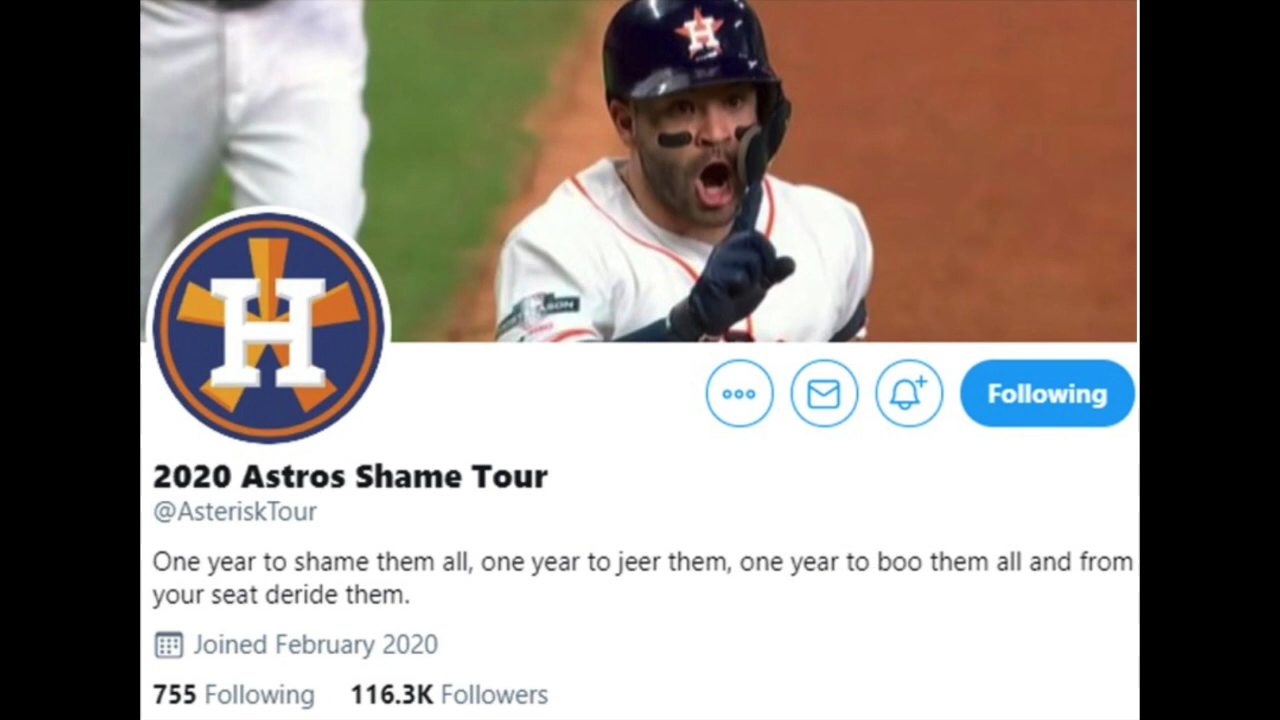 H
SON
H
Following
2020 Astros Shame Tour
@AsteriskTour
One year to shame them all, one year to jeer them, one year to boo them all and from
your seat deride them.
Joined February 2020
755 Following 116.3K Followers